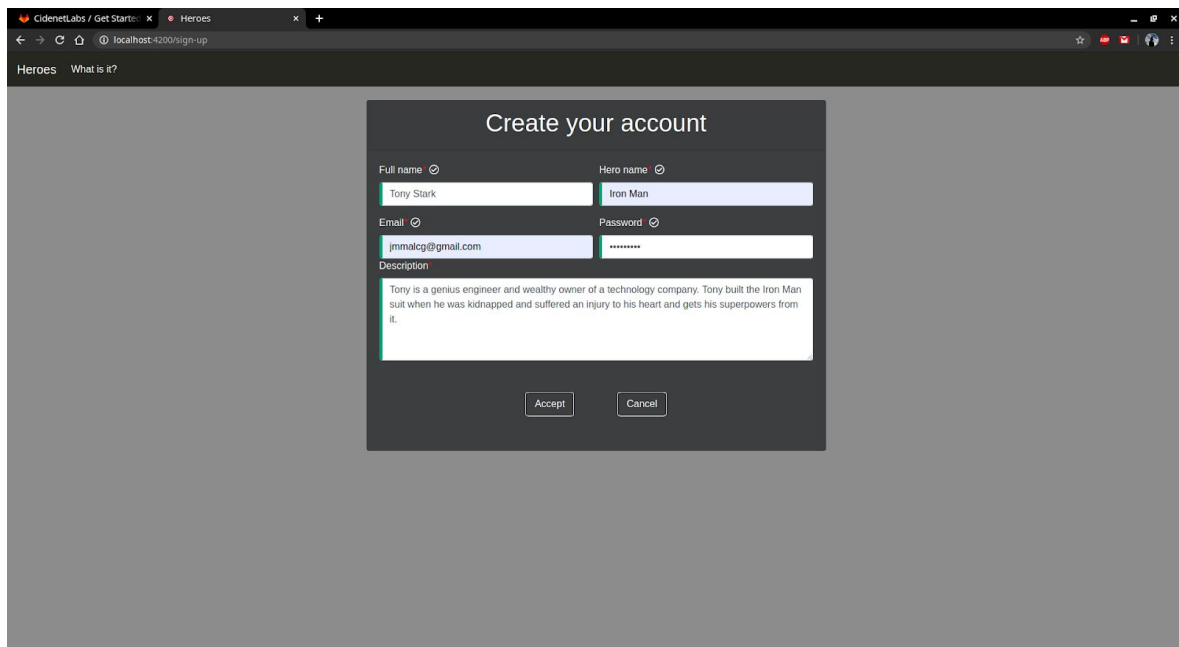 CidenetLabs / Get Started
Heroes
localhost:4200/sign-up
ABP
Heroes What is it?
Create your account
Full name*
Hero name*
Tony Stark
Iron Man
Email*
Password*
jmmalcg@gmail.com
•••••••••
Description*
Tony is a genius engineer and wealthy owner of a technology company. Tony built the Iron Man
suit when he was kidnapped and suffered an injury to his heart and gets his superpowers from
it.
Accept
Cancel